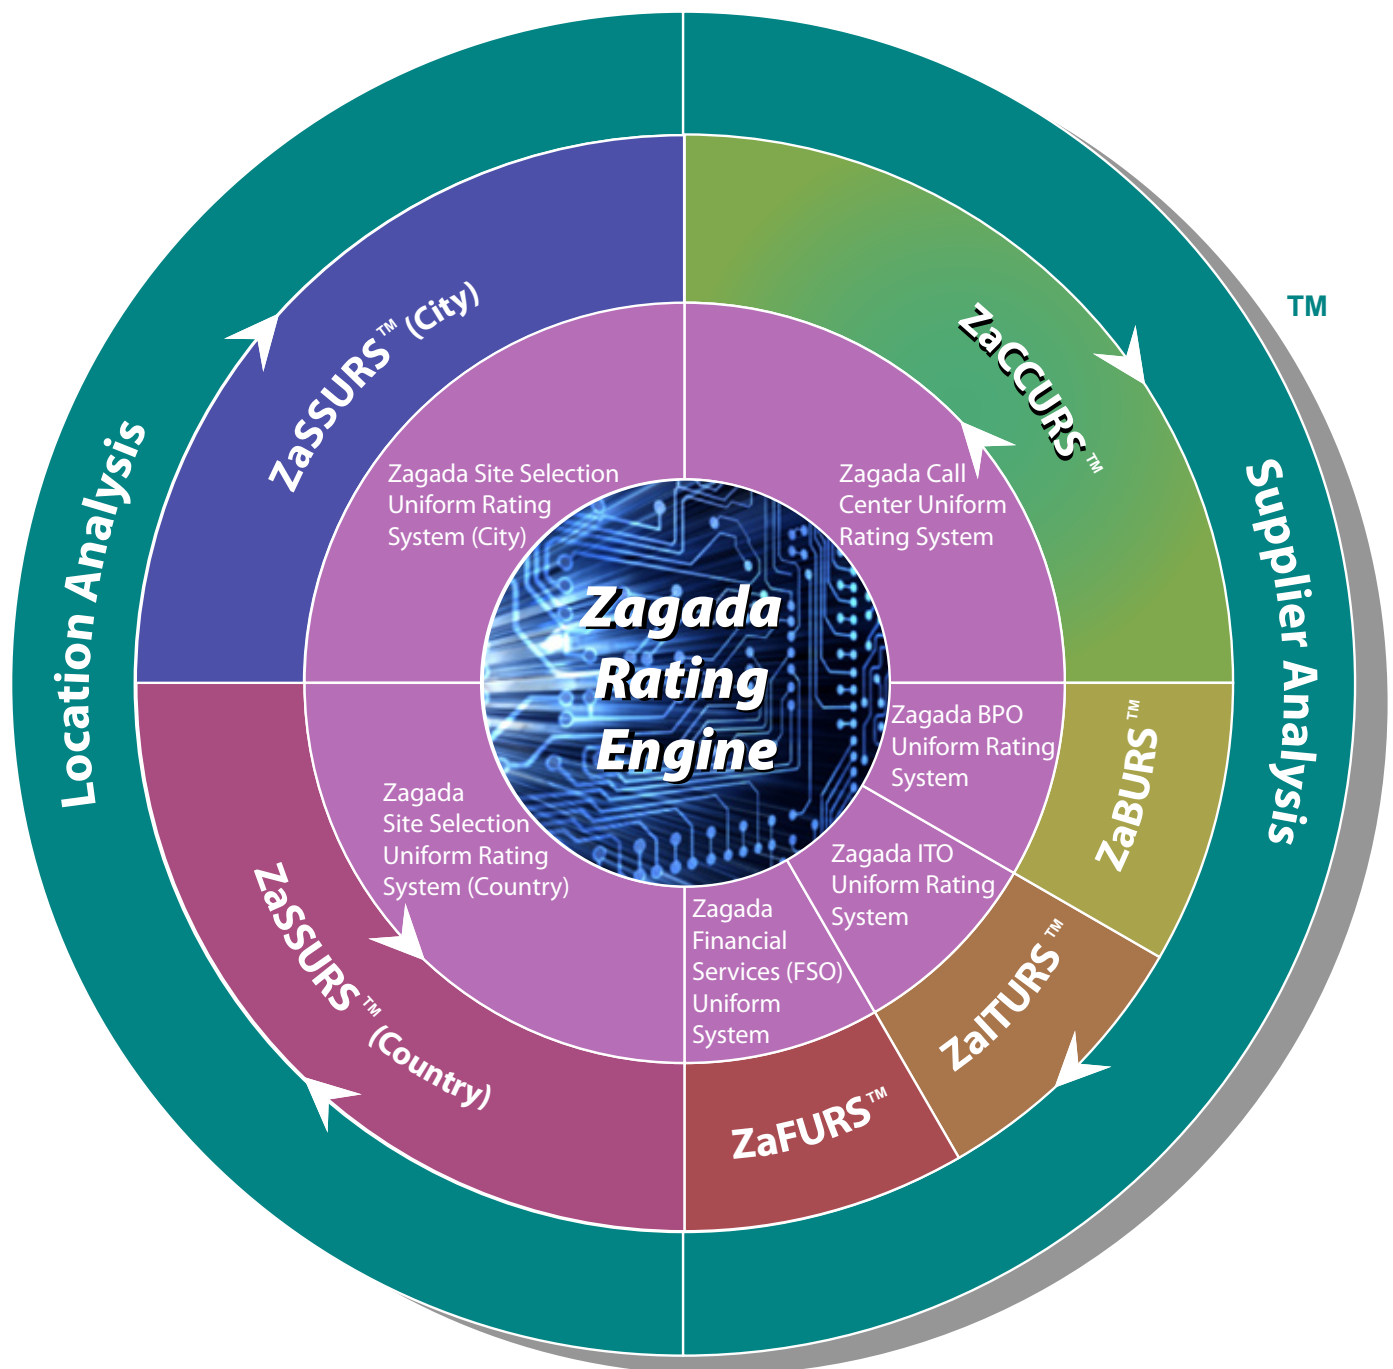 Location Analysis
Supplier Analysis
TM
ZaSSURS™ (City)
ZaCCURS™
ZaBURS™
ZaITURS™
ZaFURS™
ZaSSURS™ (Country)
Zagada Site Selection
Uniform Rating
System (City)
Zagada Call
Center Uniform
Rating System
Zagada
Rating
Engine
Zagada BPO
Uniform Rating
System
Zagada ITO
Uniform Rating
System
Zagada
Financial
Services (FSO)
Uniform
System
Zagada
Site Selection
Uniform Rating
System (Country)